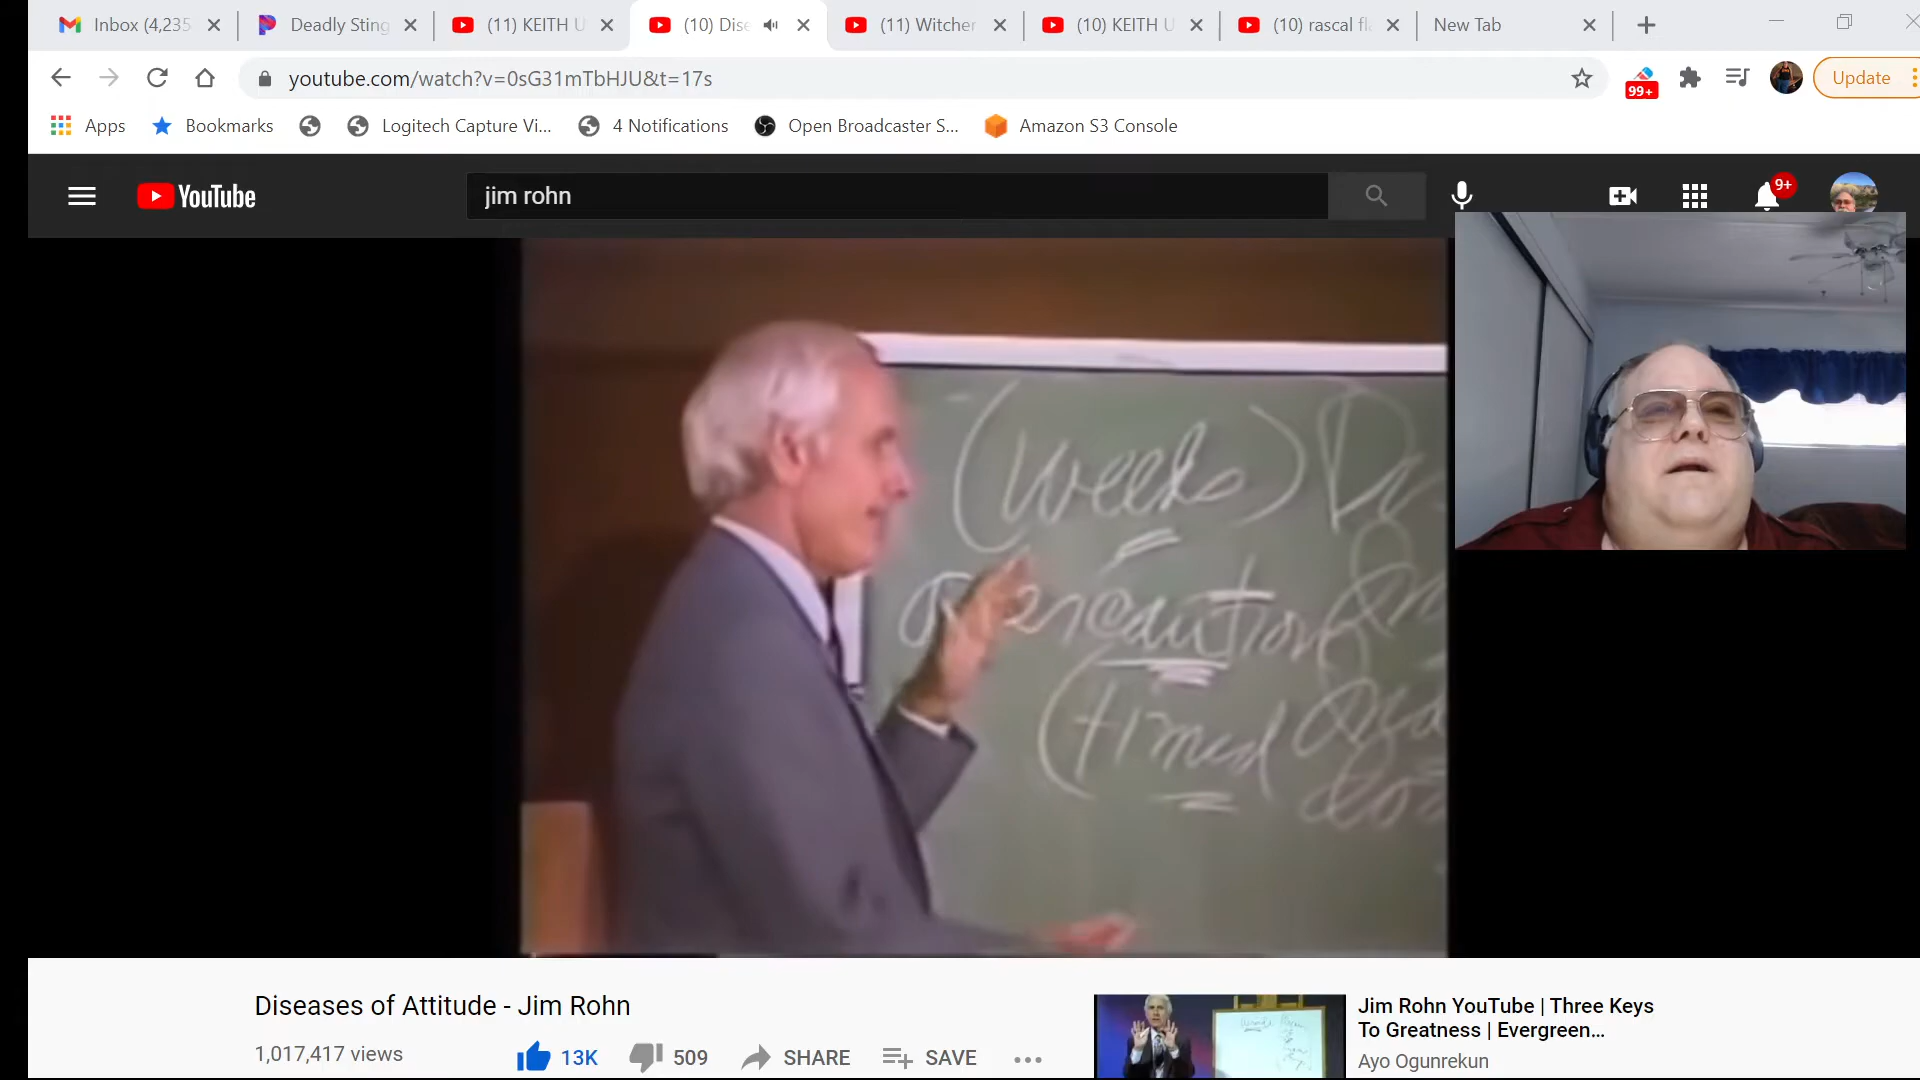 Inbox (4,235
Deadly Sting
(11) KEITH U
(10) Dise
(11) Witcher
(10) KEITH U
(10) rascal fl
New Tab
youtube.com/watch?v=0sG31mTbHJU&t=17s
99+
Update
Apps
Bookmarks
Logitech Capture Vi...
4 Notifications
Open Broadcaster S...
Amazon S3 Console
YouTube
jim rohn
9+
(weeds)
overcaution
(timed
Diseases of Attitude - Jim Rohn
1,017,417 views
13K
509
SHARE
SAVE
Jim Rohn YouTube | Three Keys
To Greatness | Evergreen...
Ayo Ogunrekun